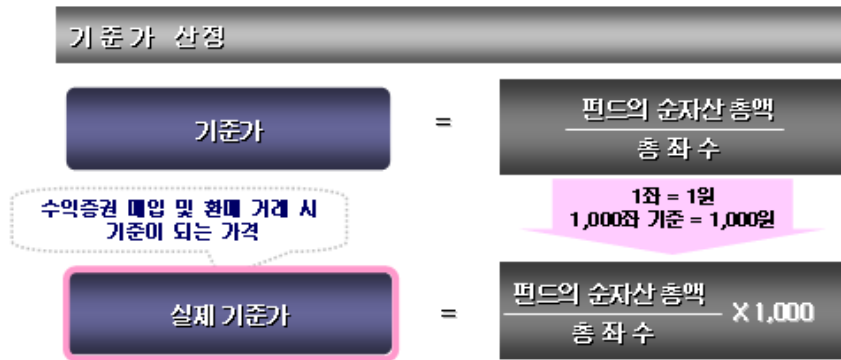 기준가 산정
기준가
=
펀드의 순자산 총액
총 좌 수
수익증권 매입 및 환매 거래 시
기준이 되는 가격
1좌 = 1원
1,000좌 기준 = 1,000원
실제 기준가
=
펀드의 순자산 총액
총 좌 수
X 1,000